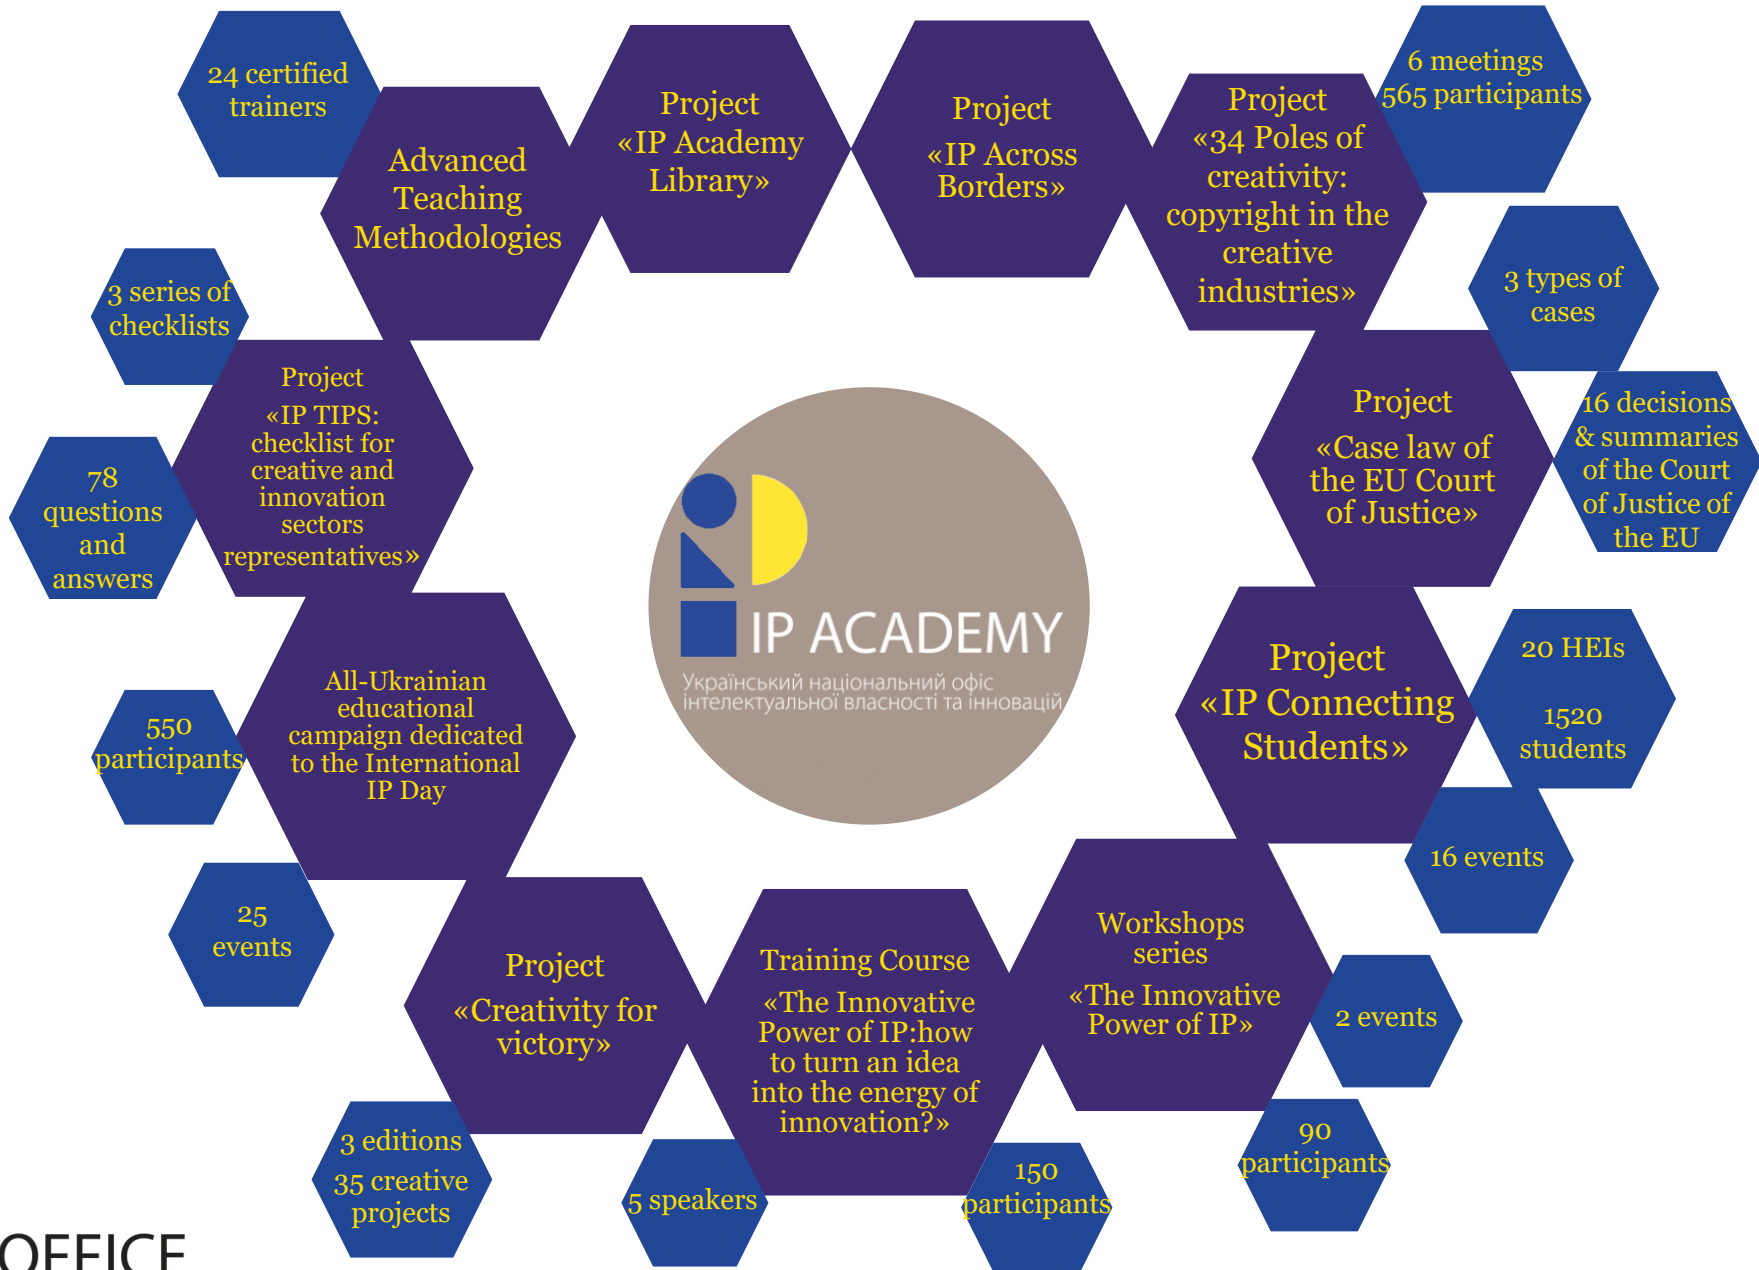 24 certified
trainers
Advanced
Teaching
Methodologies
Project
«IP Academy
Library»
Project
«IP Across
Borders»
Project
«34 Poles of
creativity:
copyright in the
creative
industries»
6 meetings
565 participants
3 types of
cases
Project
«Case law of
the EU Court
of Justice»
16 decisions
& summaries
of the Court
of Justice of
the EU
Project
«IP Connecting
Students»
20 HEIs
1520
students
16 events
Workshops
series
«The Innovative
Power of IP»
2 events
90
participants
Training Course
«The Innovative
Power of IP:how
to turn an idea
into the energy of
innovation?»
150
participants
5 speakers
Project
«Creativity for
victory»
3 editions
35 creative
projects
All-Ukrainian
educational
campaign dedicated
to the International
IP Day
550
participants
25
events
Project
«IP TIPS:
checklist for
creative and
innovation
sectors
representatives»
3 series of
checklists
78
questions
and
answers
IP ACADEMY
Український національний офіс
інтелектуальної власності та інновацій
OFFICE